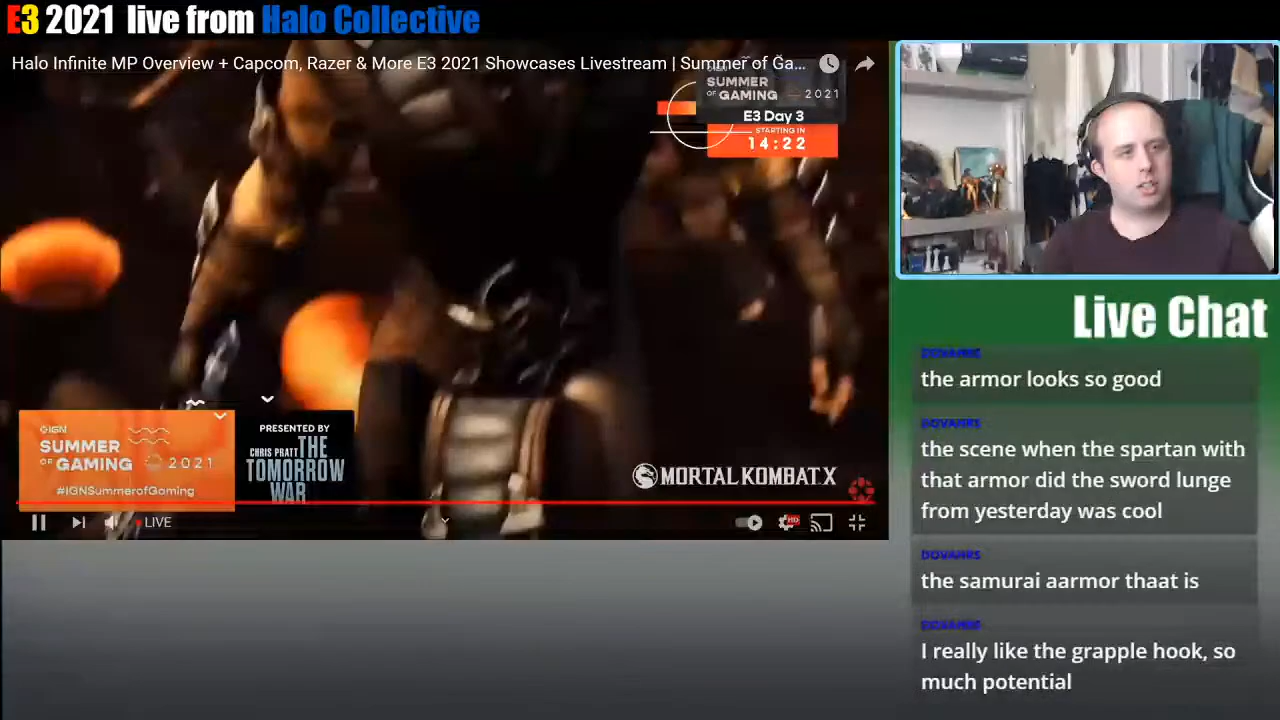 E3 2021 live from Halo Collective
Halo Infinite MP Overview + Capcom, Razer & More E3 2021 Showcases Livestream | Summer of Ga...
SUMMER
OF GAMING 2021
E3 Day 3
STARTING IN
14:22
IGN
SUMMER
OF GAMING 2021
#IGNSummerofGaming
PRESENTED BY
CHRIS PRATT THE
TOMORROW
WAR
MORTAL KOMBAT X
LIVE
HD
Live Chat
the armor looks so good
DOVAHRS
the scene when the spartan with
that armor did the sword lunge
from yesterday was cool
the samurai aarmor thaat is
I really like the grapple hook, so
much potential